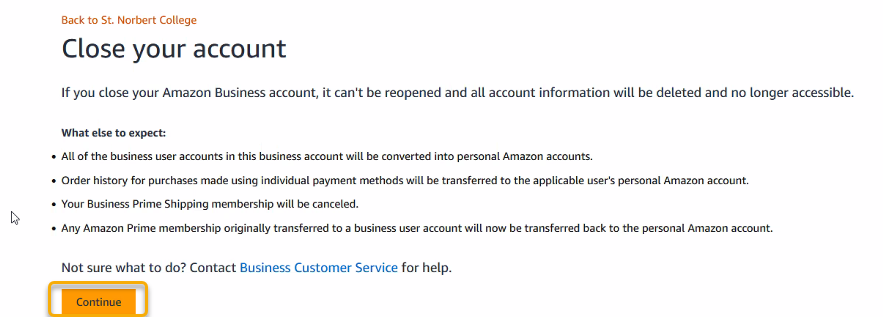 Back to St. Norbert College
Close your account
If you close your Amazon Business account, it can't be reopened and all account information will be deleted and no longer accessible.
What else to expect:
• All of the business user accounts in this business account will be converted into personal Amazon accounts.
• Order history for purchases made using individual payment methods will be transferred to the applicable user's personal Amazon account.
• Your Business Prime Shipping membership will be canceled.
• Any Amazon Prime membership originally transferred to a business user account will now be transferred back to the personal Amazon account.
Not sure what to do? Contact Business Customer Service for help.
Continue